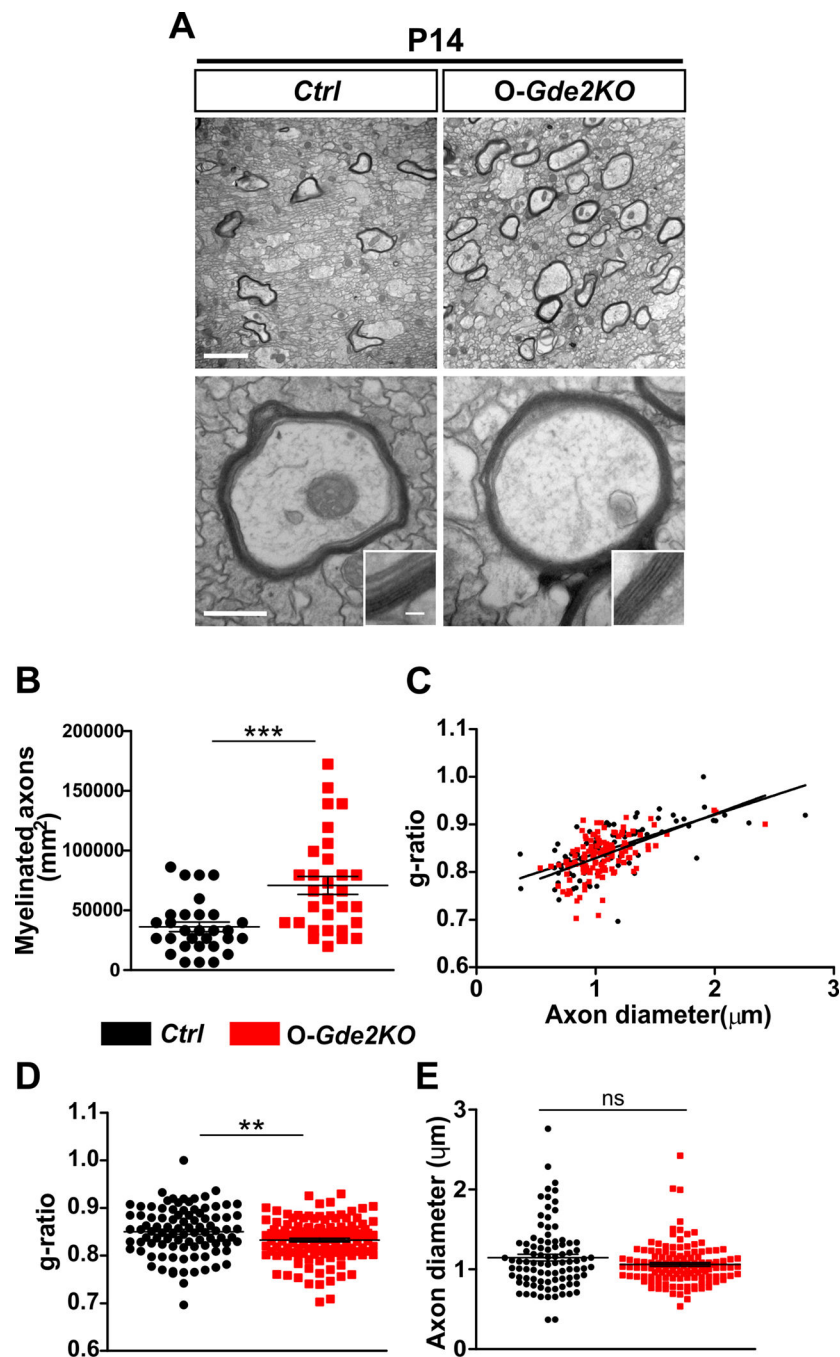 A
P14
Ctrl
O-Gde2KO
B
Myelinated axons
(mm2)
200000
150000
100000
50000
0
***
C
g-ratio
1.1
1.0
0.9
0.8
0.7
0.6
0
1
2
3
Axon diameter(μm)
Ctrl
O-Gde2KO
D
g-ratio
1.1
1.0
0.9
0.8
0.7
0.6
**
E
Axon diameter (μm)
3
2
1
0
ns